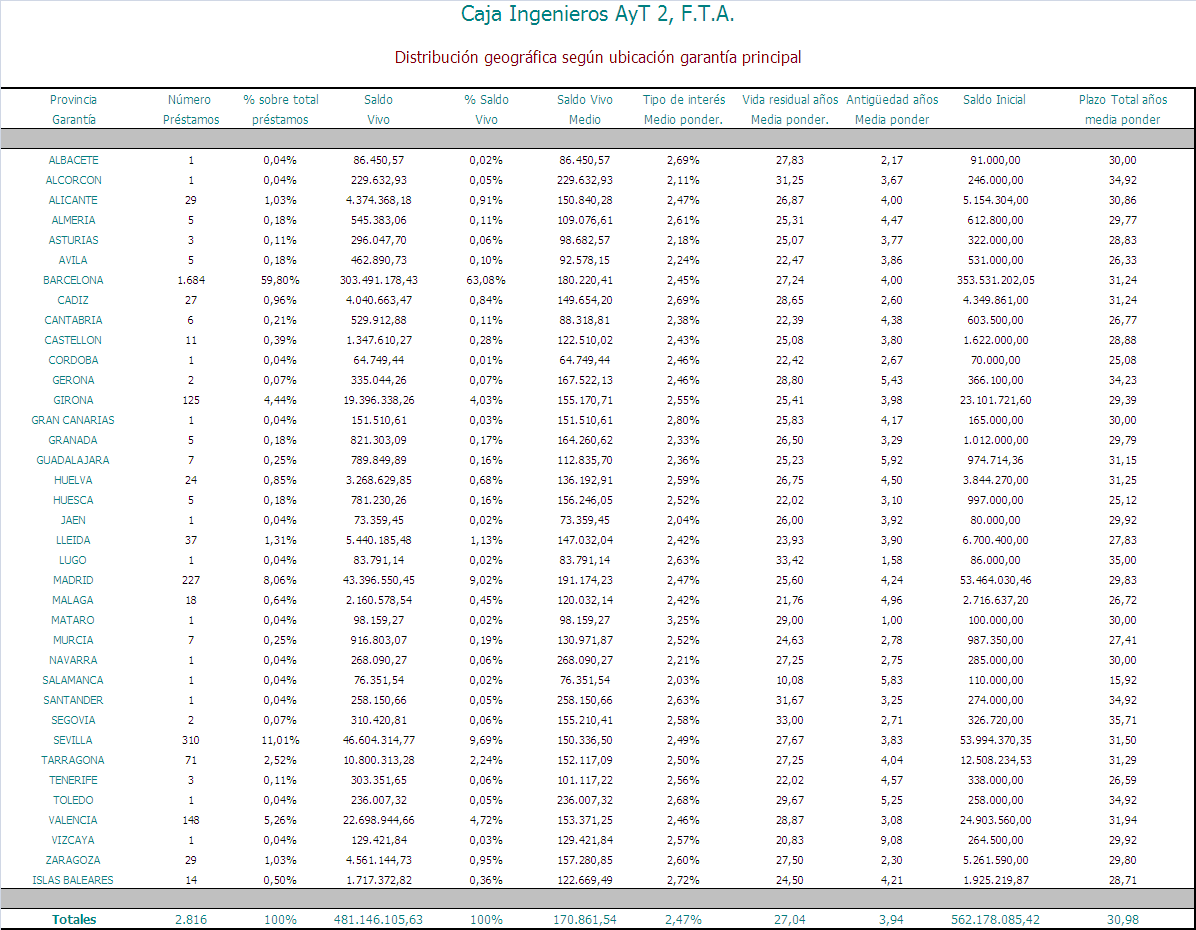 Caja Ingenieros AyT 2, F.T.A.
Distribución geográfica según ubicación garantía principal
Provincia Número % sobre total Saldo % Saldo Saldo Vivo Tipo de interés Vida residual años Antigüedad años Saldo Inicial Plazo Total años
Garantía Préstamos préstamos Vivo Vivo Medio Medio ponder. Media ponder. Media ponder media ponder
ALBACETE 1 0,04% 86.450,57 0,02% 86.450,57 2,69% 27,83 2,17 91.000,00 30,00
ALCORCON 1 0,04% 229.632,93 0,05% 229.632,93 2,11% 31,25 3,67 246.000,00 34,92
ALICANTE 29 1,03% 4.374.368,18 0,91% 150.840,28 2,47% 26,87 4,00 5.154.304,00 30,86
ALMERIA 5 0,18% 545.383,06 0,11% 109.076,61 2,61% 25,31 4,47 612.800,00 29,77
ASTURIAS 3 0,11% 296.047,70 0,06% 98.682,57 2,18% 25,07 3,77 322.000,00 28,83
AVILA 5 0,18% 462.890,73 0,10% 92.578,15 2,24% 22,47 3,86 531.000,00 26,33
BARCELONA 1.684 59,80% 303.491.178,43 63,08% 180.220,41 2,45% 27,24 4,00 353.531.202,05 31,24
CADIZ 27 0,96% 4.040.663,47 0,84% 149.654,20 2,69% 28,65 2,60 4.349.861,00 31,24
CANTABRIA 6 0,21% 529.912,88 0,11% 88.318,81 2,38% 22,39 4,38 603.500,00 26,77
CASTELLON 11 0,39% 1.347.610,27 0,28% 122.510,02 2,43% 25,08 3,80 1.622.000,00 28,88
CORDOBA 1 0,04% 64.749,44 0,01% 64.749,44 2,46% 22,42 2,67 70.000,00 25,08
GERONA 2 0,07% 335.044,26 0,07% 167.522,13 2,46% 28,80 5,43 366.100,00 34,23
GIRONA 125 4,44% 19.396.338,26 4,03% 155.170,71 2,55% 25,41 3,98 23.101.721,60 29,39
GRAN CANARIAS 1 0,04% 151.510,61 0,03% 151.510,61 2,80% 25,83 4,17 165.000,00 30,00
GRANADA 5 0,18% 821.303,09 0,17% 164.260,62 2,33% 26,50 3,29 1.012.000,00 29,79
GUADALAJARA 7 0,25% 789.849,89 0,16% 112.835,70 2,36% 25,23 5,92 974.714,36 31,15
HUELVA 24 0,85% 3.268.629,85 0,68% 136.192,91 2,59% 26,75 4,50 3.844.270,00 31,25
HUESCA 5 0,18% 781.230,26 0,16% 156.246,05 2,52% 22,02 3,10 997.000,00 25,12
JAEN 1 0,04% 73.359,45 0,02% 73.359,45 2,04% 26,00 3,92 80.000,00 29,92
LLEIDA 37 1,31% 5.440.185,48 1,13% 147.032,04 2,42% 23,93 3,90 6.700.400,00 27,83
LUGO 1 0,04% 83.791,14 0,02% 83.791,14 2,63% 33,42 1,58 86.000,00 35,00
MADRID 227 8,06% 43.396.550,45 9,02% 191.174,23 2,47% 25,60 4,24 53.464.030,46 29,83
MALAGA 18 0,64% 2.160.578,54 0,45% 120.032,14 2,42% 21,76 4,96 2.716.637,20 26,72
MATARO 1 0,04% 98.159,27 0,02% 98.159,27 3,25% 29,00 1,00 100.000,00 30,00
MURCIA 7 0,25% 916.803,07 0,19% 130.971,87 2,52% 24,63 2,78 987.350,00 27,41
NAVARRA 1 0,04% 268.090,27 0,06% 268.090,27 2,21% 27,25 2,75 285.000,00 30,00
SALAMANCA 1 0,04% 76.351,54 0,02% 76.351,54 2,03% 10,08 5,83 110.000,00 15,92
SANTANDER 1 0,04% 258.150,66 0,05% 258.150,66 2,63% 31,67 3,25 274.000,00 34,92
SEGOVIA 2 0,07% 310.420,81 0,06% 155.210,41 2,58% 33,00 2,71 326.720,00 35,71
SEVILLA 310 11,01% 46.604.314,77 9,69% 150.336,50 2,49% 27,67 3,83 53.994.370,35 31,50
TARRAGONA 71 2,52% 10.800.313,28 2,24% 152.117,09 2,50% 27,25 4,04 12.508.234,53 31,29
TENERIFE 3 0,11% 303.351,65 0,06% 101.117,22 2,56% 22,02 4,57 338.000,00 26,59
TOLEDO 1 0,04% 236.007,32 0,05% 236.007,32 2,68% 29,67 5,25 258.000,00 34,92
VALENCIA 148 5,26% 22.698.944,66 4,72% 153.371,25 2,46% 28,87 3,08 24.903.560,00 31,94
VIZCAYA 1 0,04% 129.421,84 0,03% 129.421,84 2,57% 20,83 9,08 264.500,00 29,92
ZARAGOZA 29 1,03% 4.561.144,73 0,95% 157.280,85 2,60% 27,50 2,30 5.261.590,00 29,80
ISLAS BALEARES 14 0,50% 1.717.372,82 0,36% 122.669,49 2,72% 24,50 4,21 1.925.219,87 28,71
Totales 2.816 100% 481.146.105,63 100% 170.861,54 2,47% 27,04 3,94 562.178.085,42 30,98